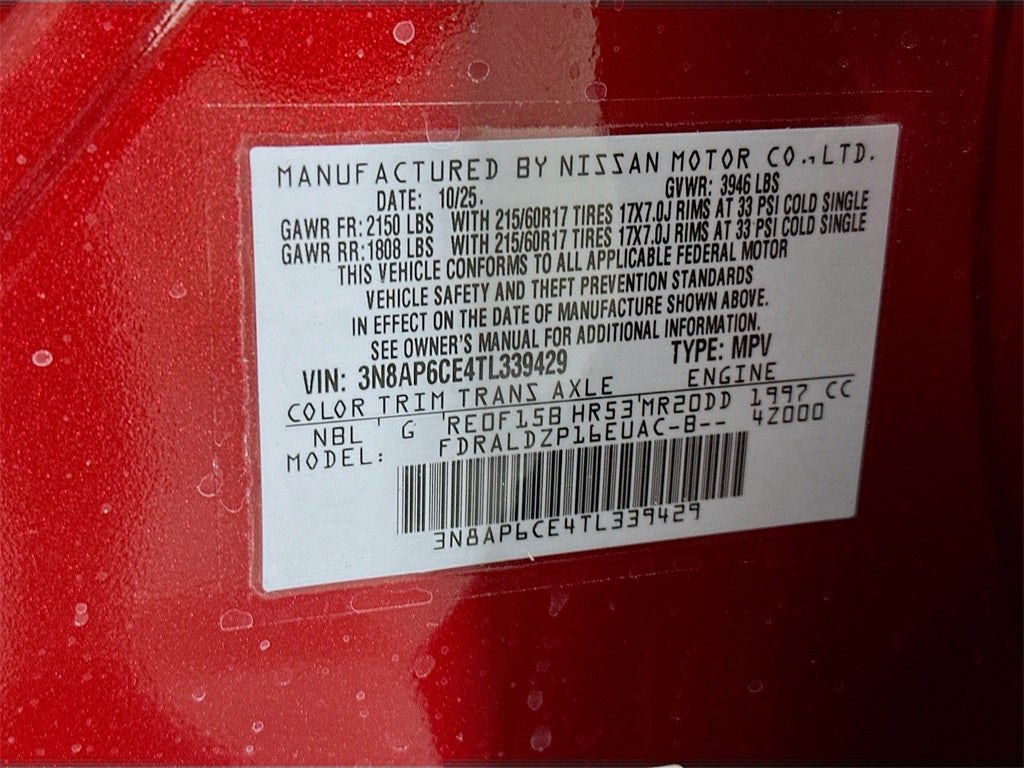 MANUFACTURED BY NISSAN MOTOR CO., LTD.
DATE: 10/25. GVWR: 3946 LBS
GAWR FR: 2150 LBS WITH 215/60R17 TIRES 17X7.0J RIMS AT 33 PSI COLD SINGLE
GAWR RR: 1808 LBS WITH 215/60R17 TIRES 17X7.0J RIMS AT 33 PSI COLD SINGLE
THIS VEHICLE CONFORMS TO ALL APPLICABLE FEDERAL MOTOR
VEHICLE SAFETY AND THEFT PREVENTION STANDARDS
IN EFFECT ON THE DATE OF MANUFACTURE SHOWN ABOVE.
SEE OWNER'S MANUAL FOR ADDITIONAL INFORMATION.
VIN: 3N8AP6CE4TL339429 TYPE: MPV
COLOR TRIM TRANS AXLE ENGINE
NBL ' G ' RE0F15B HR53 ' MR20DD 1997 CC
MODEL: FDRALDZP16EUAC-B-- 4Z000
3N8AP6CE4TL339429